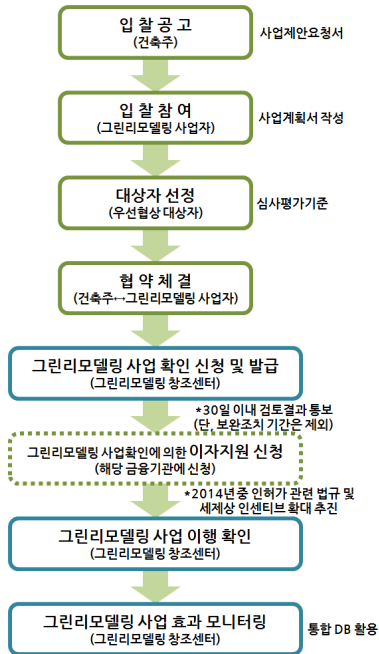 입 찰 공 고
(건축주)
사업제안요청서
입 찰 참 여
(그린리모델링 사업자)
사업계획서 작성
대상자 선정
(우선협상 대상자)
심사평가기준
협 약 체 결
(건축주↔그린리모델링 사업자)
그린리모델링 사업 확인 신청 및 발급
(그린리모델링 창조센터)
*30일 이내 검토결과 통보
(단, 보완조치 기간은 제외)
그린리모델링 사업확인에 의한 이자지원 신청
(해당 금융기관에 신청)
*2014년 중 인허가 관련 법규 및
세제상 인센티브 확대 추진
그린리모델링 사업 이행 확인
(그린리모델링 창조센터)
그린리모델링 사업 효과 모니터링
(그린리모델링 창조센터)
통합 DB 활용